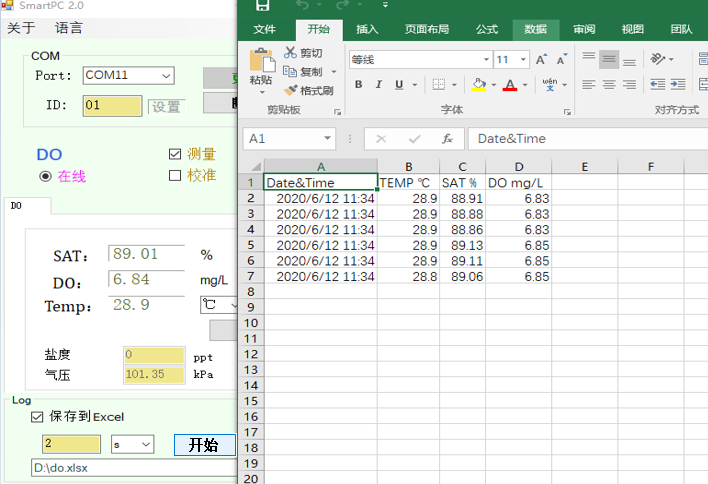 SmartPC 2.0
关于 语言
COM
Port: COM11
ID: 01 设置
DO
测量
在线
校准
DO
SAT: 89.01 %
DO: 6.84 mg/L
Temp: 28.9 ℃
盐度 0 ppt
气压 101.35 kPa
Log
保存到Excel
2 s 开始
D:\do.xlsx
文件 开始 插入 页面布局 公式 数据 审阅 视图 团队
粘贴
剪切
复制
格式刷
剪贴板
等线 11 A A
B I U A wén 文
字体
对齐方式
A1 fx Date&Time
A B C D E F
1 Date&Time TEMP ℃ SAT % DO mg/L
2 2020/6/12 11:34 28.9 88.91 6.83
3 2020/6/12 11:34 28.9 88.88 6.83
4 2020/6/12 11:34 28.9 88.86 6.83
5 2020/6/12 11:34 28.9 89.13 6.85
6 2020/6/12 11:34 28.9 89.11 6.85
7 2020/6/12 11:34 28.8 89.06 6.85
8
9
10
11
12
13
14
15
16
17
18
19
20